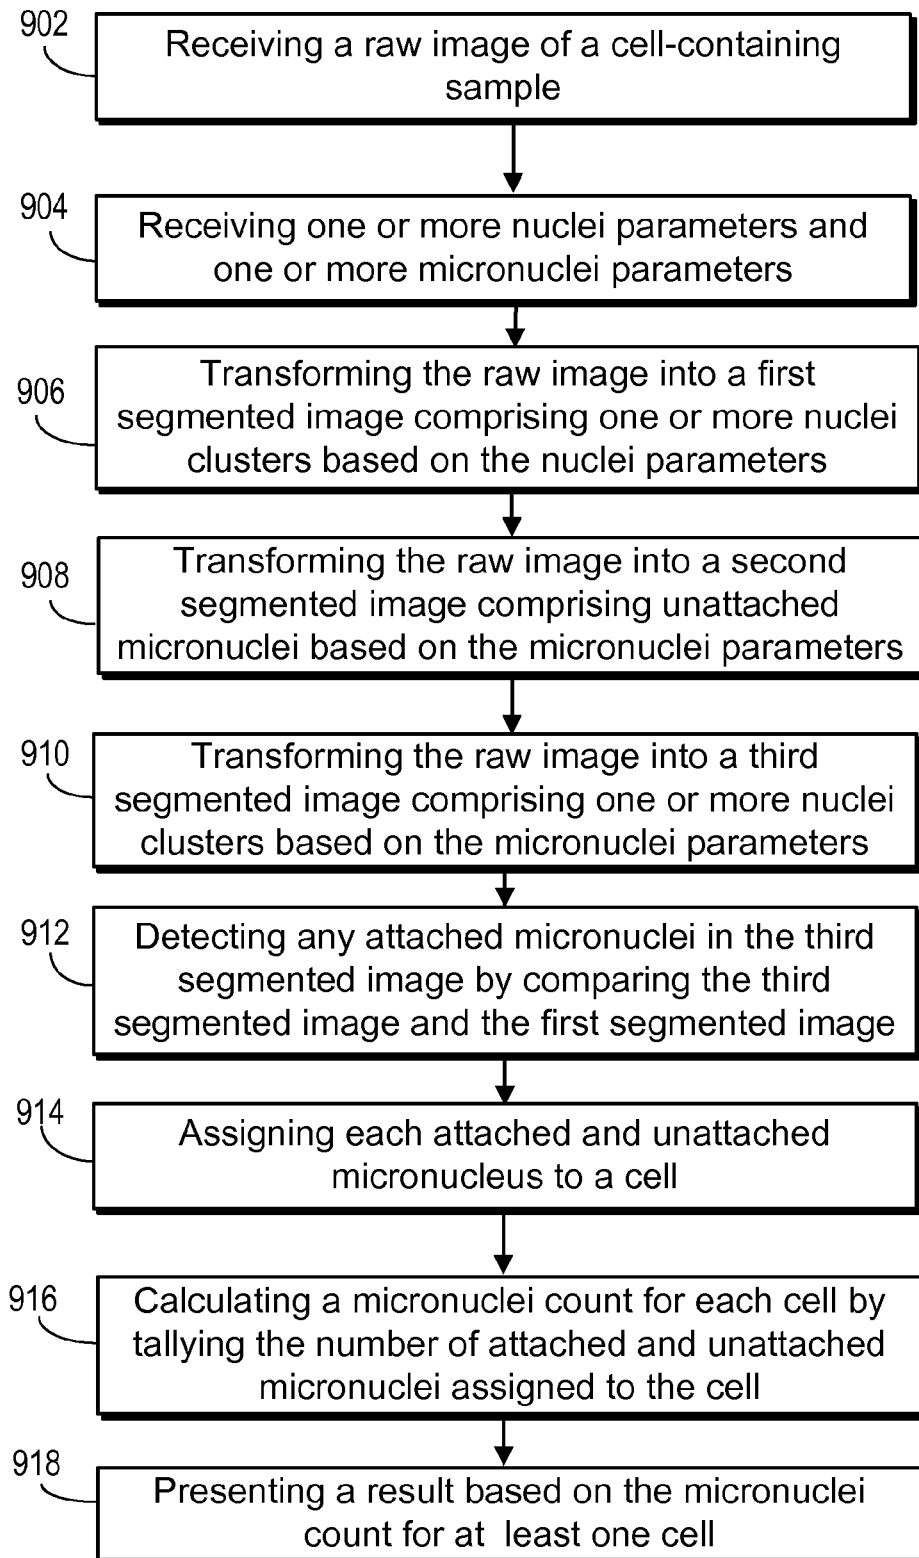 902
Receiving a raw image of a cell-containing
sample
904
Receiving one or more nuclei parameters and
one or more micronuclei parameters
906
Transforming the raw image into a first
segmented image comprising one or more nuclei
clusters based on the nuclei parameters
908
Transforming the raw image into a second
segmented image comprising unattached
micronuclei based on the micronuclei parameters
910
Transforming the raw image into a third
segmented image comprising one or more nuclei
clusters based on the micronuclei parameters
912
Detecting any attached micronuclei in the third
segmented image by comparing the third
segmented image and the first segmented image
914
Assigning each attached and unattached
micronucleus to a cell
916
Calculating a micronuclei count for each cell by
tallying the number of attached and unattached
micronuclei assigned to the cell
918
Presenting a result based on the micronuclei
count for at least one cell